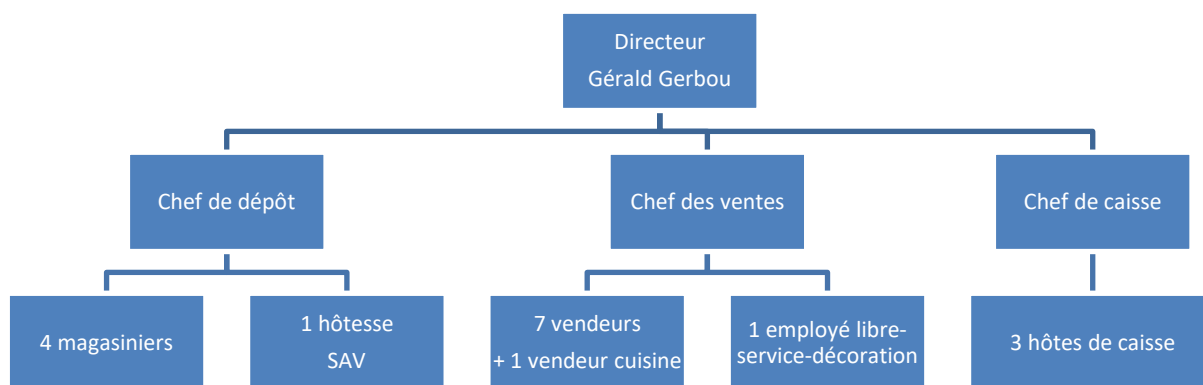 Directeur
Gérald Gerbou
Chef de dépôt
Chef des ventes
Chef de caisse
4 magasiniers
1 hôtesse
SAV
7 vendeurs
+ 1 vendeur cuisine
1 employé libre-
service-décoration
3 hôtes de caisse